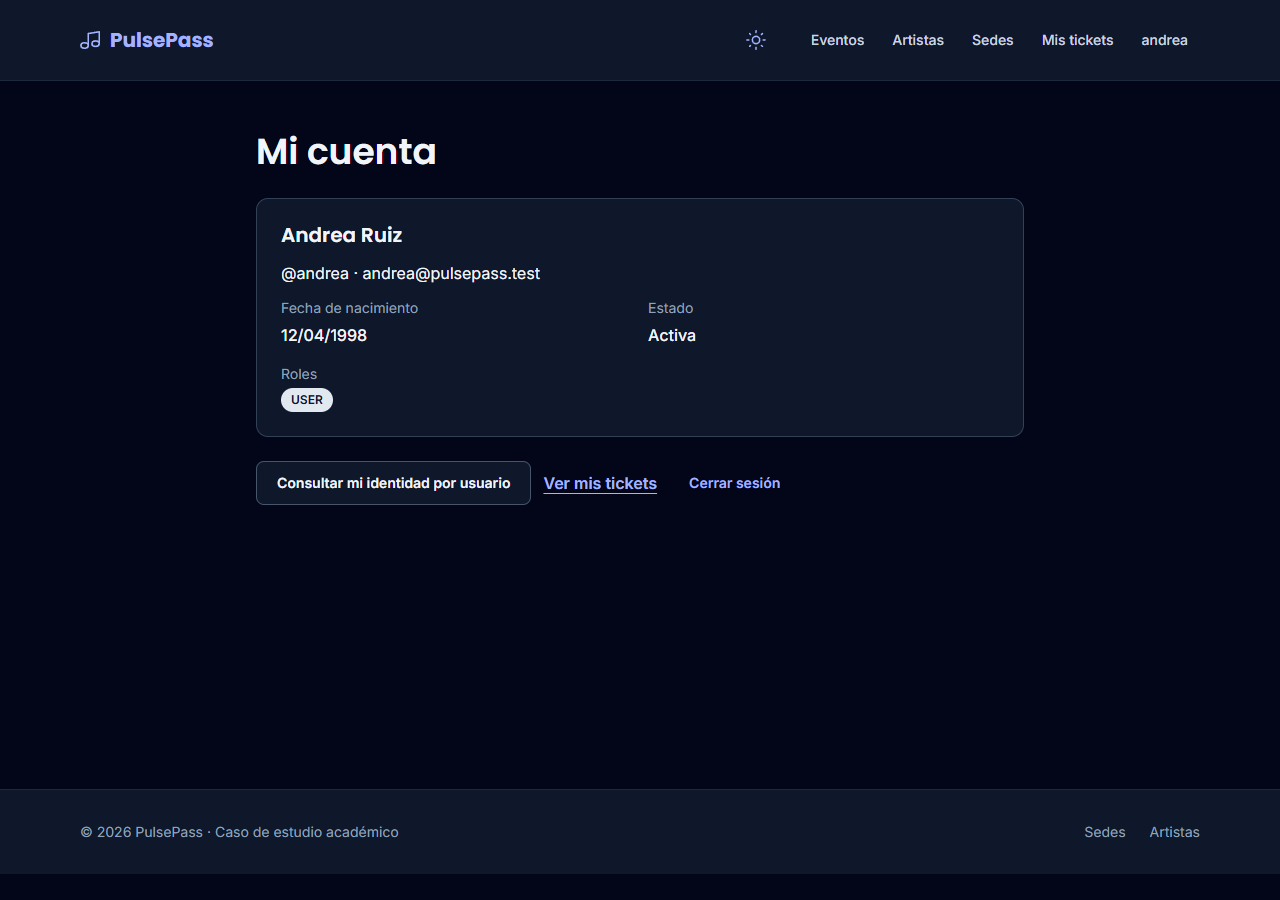 PulsePass
Eventos Artistas Sedes Mis tickets andrea
Mi cuenta
Andrea Ruiz
@andrea · andrea@pulsepass.test
Fecha de nacimiento Estado
12/04/1998 Activa
Roles
USER
Consultar mi identidad por usuario Ver mis tickets Cerrar sesión
© 2026 PulsePass · Caso de estudio académico Sedes Artistas